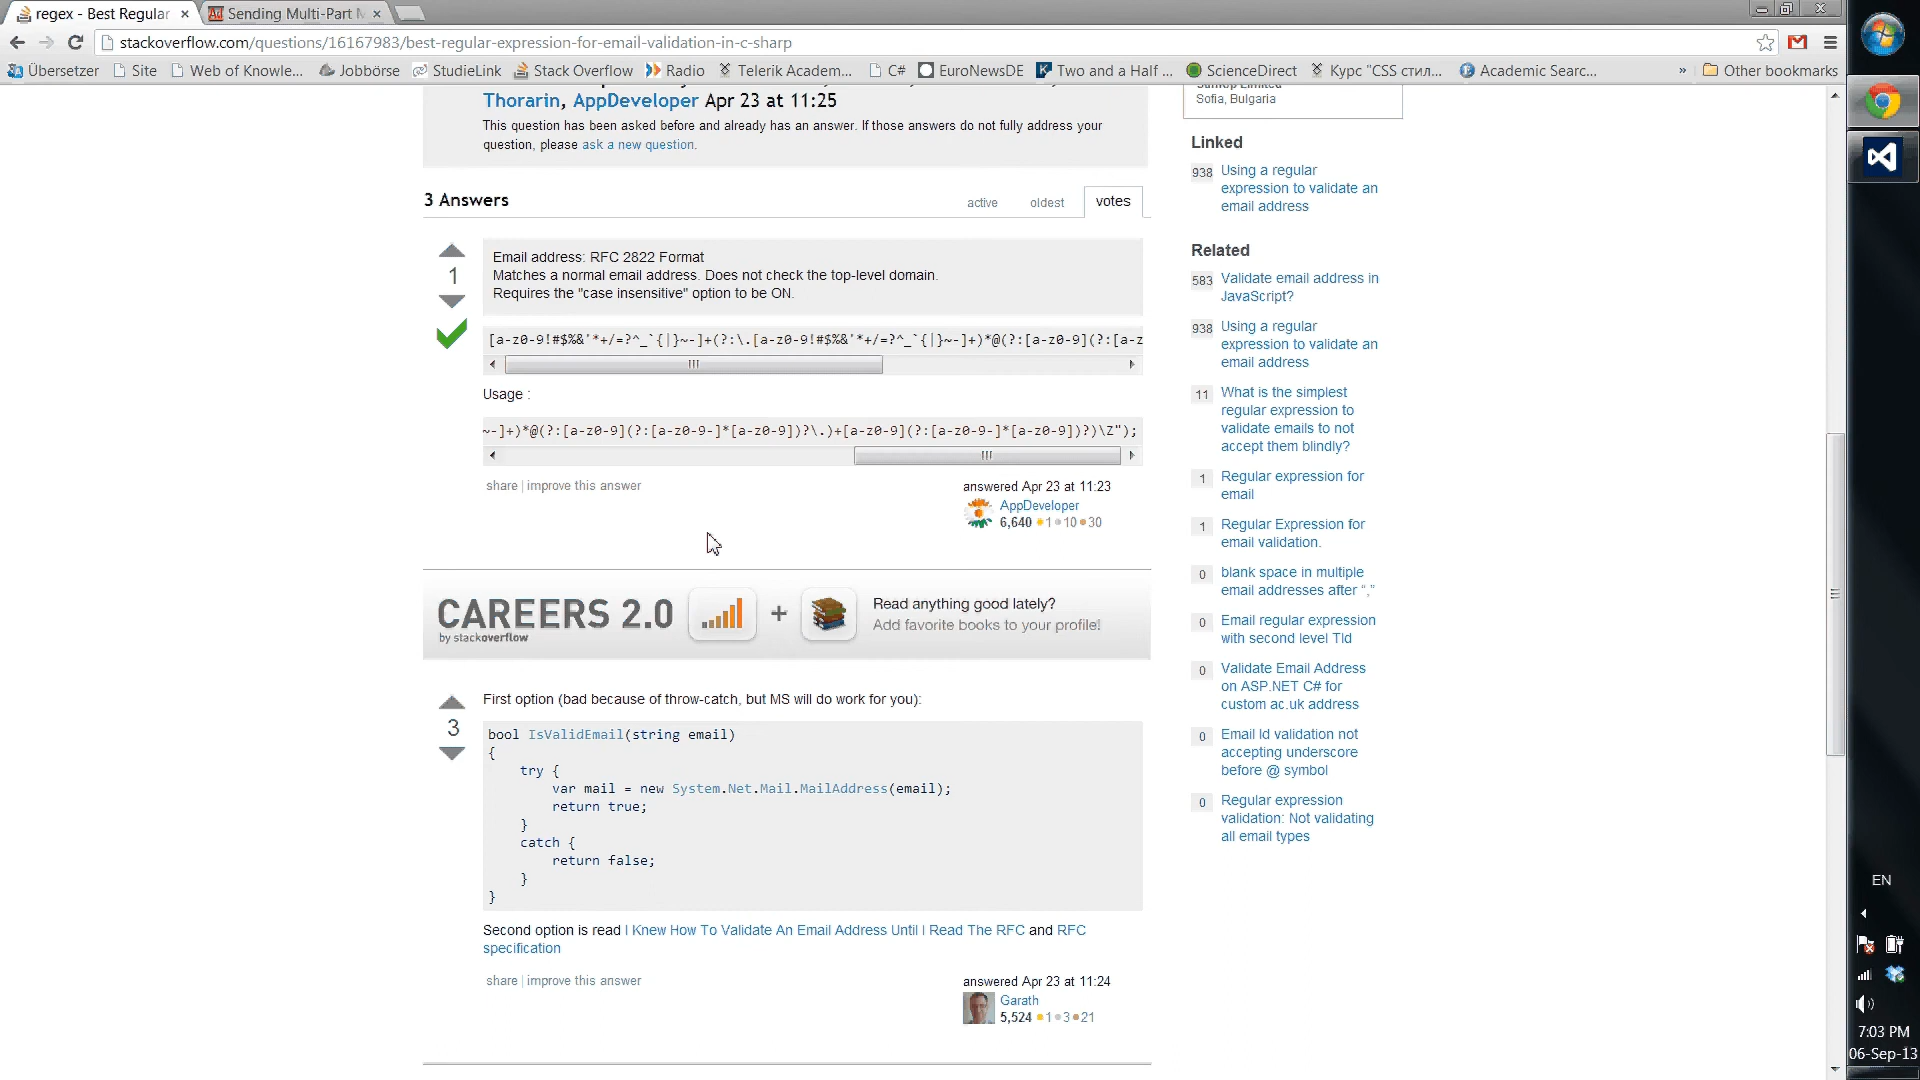 regex - Best Regular
Sending Multi-Part
stackoverflow.com/questions/16167983/best-regular-expression-for-email-validation-in-c-sharp
Übersetzer
Site
Web of Knowle...
Jobbörse
StudieLink
Stack Overflow
Radio
Telerik Academ...
C#
EuroNewsDE
Two and a Half ...
ScienceDirect
Курс "CSS стил...
Academic Searc...
»
Other bookmarks
Thorarin, AppDeveloper Apr 23 at 11:25
This question has been asked before and already has an answer. If those answers do not fully address your
question, please ask a new question.
3 Answers
active
oldest
votes
1
Email address: RFC 2822 Format
Matches a normal email address. Does not check the top-level domain.
Requires the "case insensitive" option to be ON.
[a-z0-9!#$%&'*+/=?^_`{|}~-]+(?:\.[a-z0-9!#$%&'*+/=?^_`{|}~-]+)*@(?:[a-z0-9](?:[a-z
Usage :
~-]+)*@(?:[a-z0-9](?:[a-z0-9-]*[a-z0-9])?\.)+[a-z0-9](?:[a-z0-9-]*[a-z0-9])?)\Z");
share | improve this answer
answered Apr 23 at 11:23
AppDeveloper
6,640 1 10 30
CAREERS 2.0
by stackoverflow
+
Read anything good lately?
Add favorite books to your profile!
3
First option (bad because of throw-catch, but MS will do work for you):
bool IsValidEmail(string email)
{
try {
var mail = new System.Net.Mail.MailAddress(email);
return true;
}
catch {
return false;
}
}
Second option is read I Knew How To Validate An Email Address Until I Read The RFC and RFC
specification
share | improve this answer
answered Apr 23 at 11:24
Garath
5,524 1 3 21
Sofia, Bulgaria
Linked
938 Using a regular
expression to validate an
email address
Related
583 Validate email address in
JavaScript?
938 Using a regular
expression to validate an
email address
11 What is the simplest
regular expression to
validate emails to not
accept them blindly?
1 Regular expression for
email
1 Regular Expression for
email validation.
0 blank space in multiple
email addresses after “,”
0 Email regular expression
with second level Tld
0 Validate Email Address
on ASP.NET C# for
custom ac.uk address
0 Email Id validation not
accepting underscore
before @ symbol
0 Regular expression
validation: Not validating
all email types
EN
7:03 PM
06-Sep-13